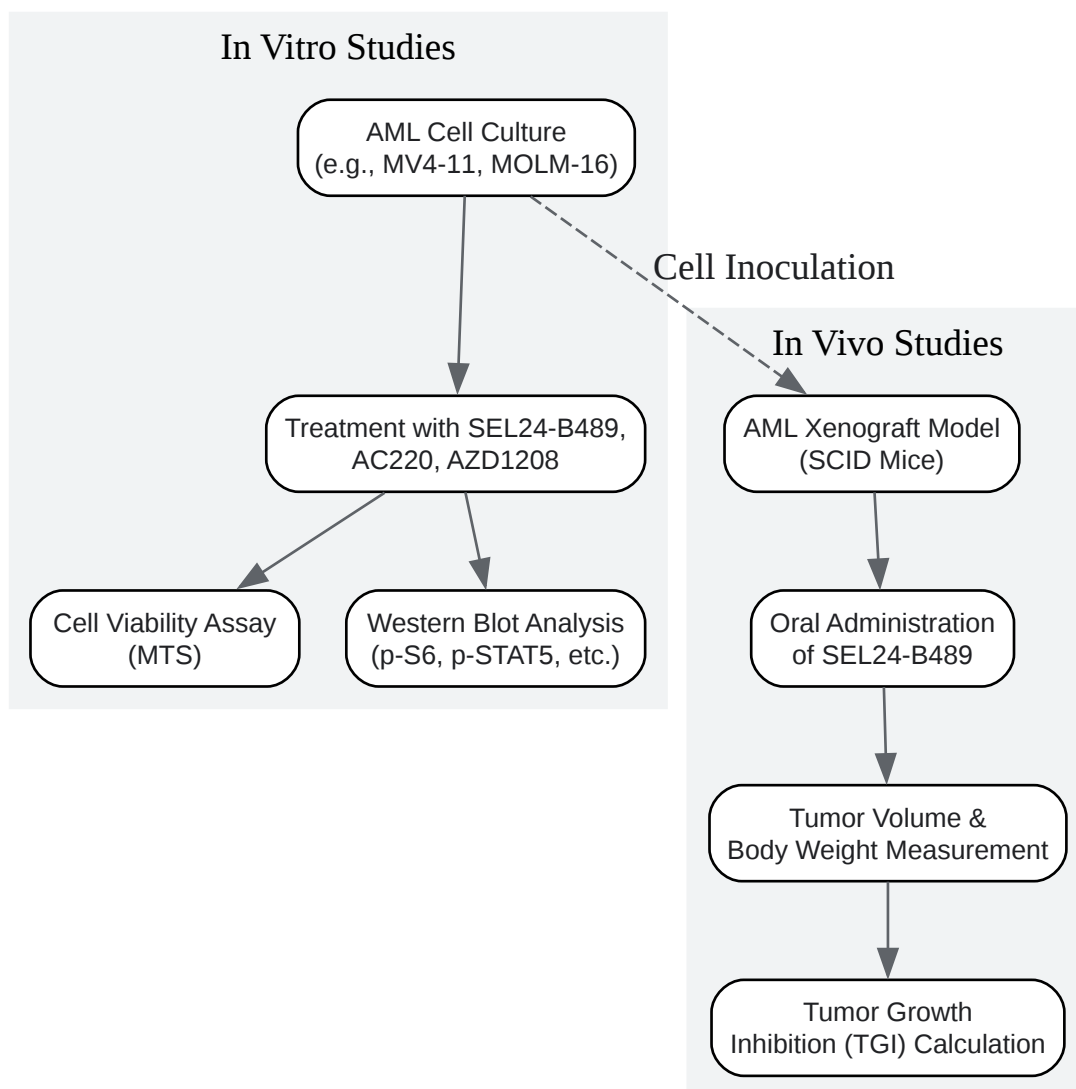 In Vitro Studies
AML Cell Culture
(e.g., MV4-11, MOLM-16)
Cell Inoculation
Treatment with SEL24-B489,
AC220, AZD1208
Cell Viability Assay
(MTS)
Western Blot Analysis
(p-S6, p-STAT5, etc.)
In Vivo Studies
AML Xenograft Model
(SCID Mice)
Oral Administration
of SEL24-B489
Tumor Volume &
Body Weight Measurement
Tumor Growth
Inhibition (TGI) Calculation